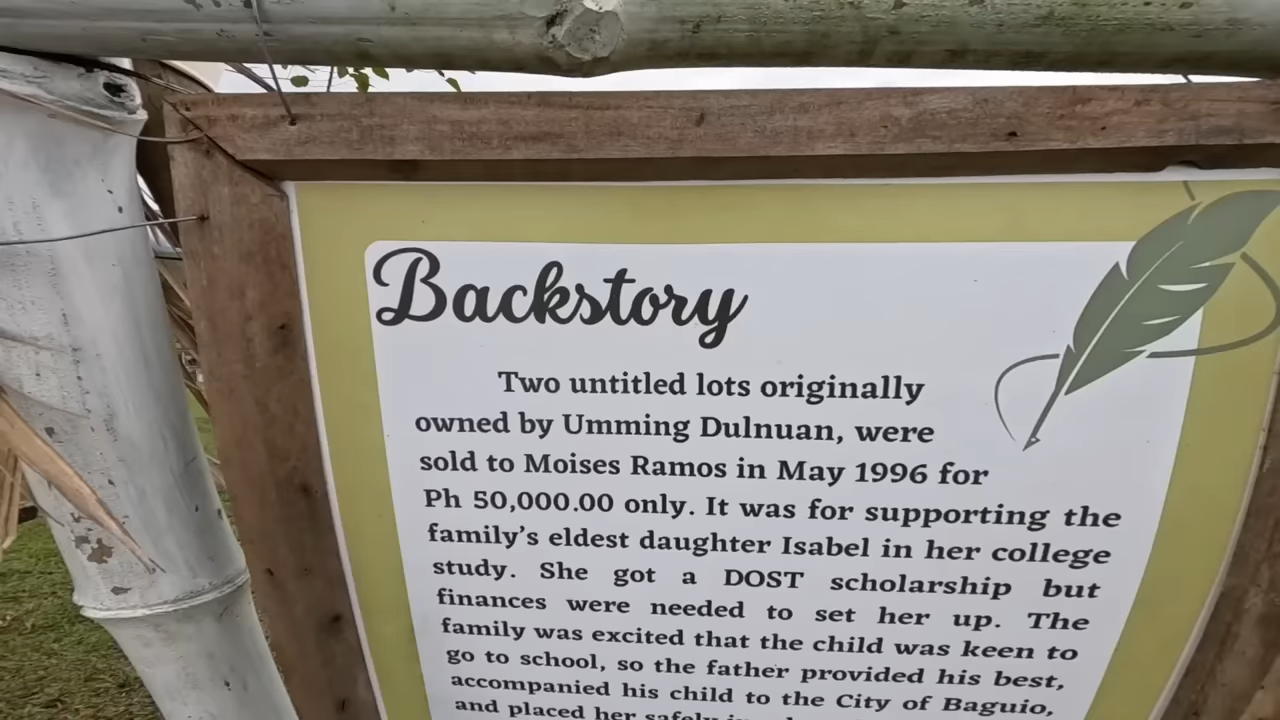 Backstory
Two untitled lots originally
owned by Umming Dulnuan, were
sold to Moises Ramos in May 1996 for
Ph 50,000.00 only. It was for supporting the
family's eldest daughter Isabel in her college
study. She got a DOST scholarship but
finances were needed to set her up. The
family was excited that the child was keen to
go to school, so the father provided his best,
accompanied his child to the City of Baguio,
and placed her safely